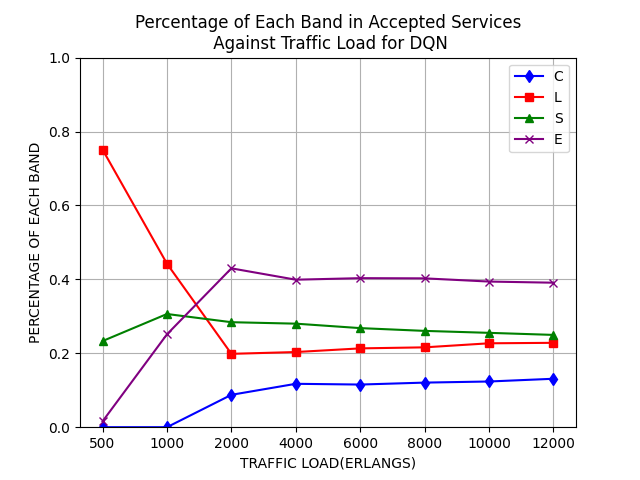 Percentage of Each Band in Accepted Services
Against Traffic Load for DQN
C
L
S
E
PERCENTAGE OF EACH BAND
1.0
0.8
0.6
0.4
0.2
0.0
500 1000 2000 4000 6000 8000 10000 12000
TRAFFIC LOAD(ERLANGS)